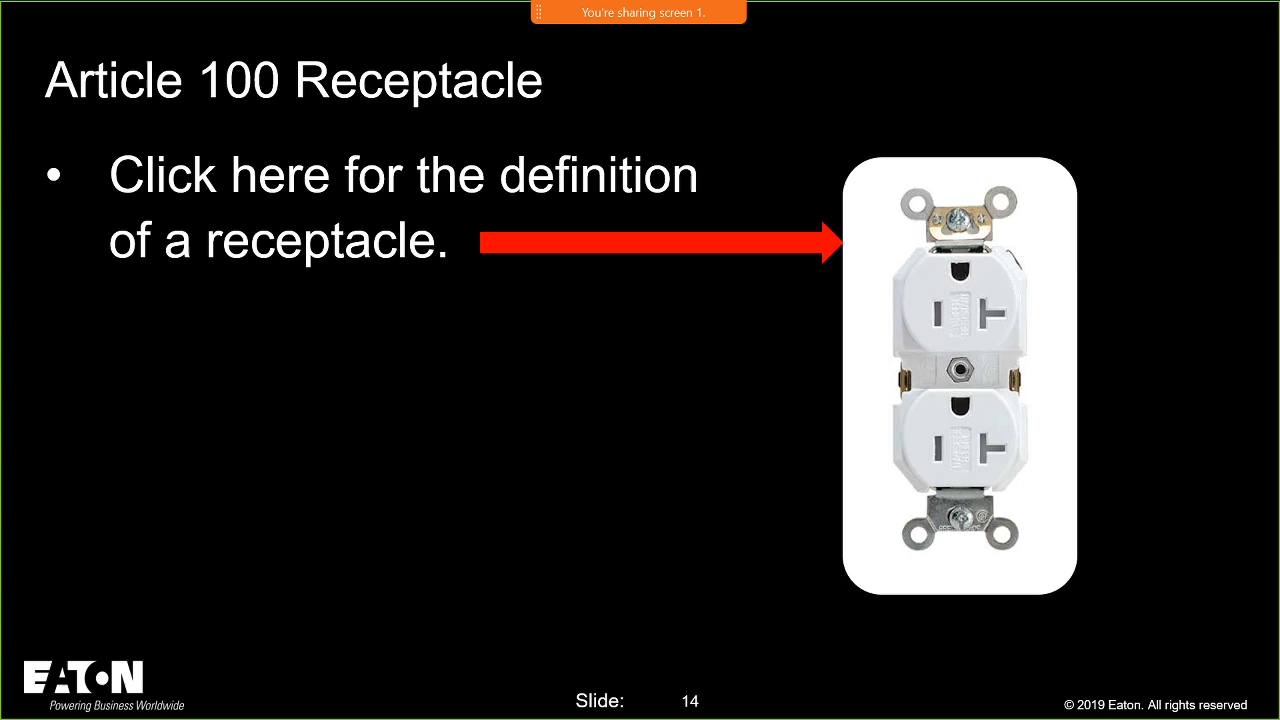 You're sharing screen 1.
Article 100 Receptacle
• Click here for the definition
of a receptacle.
EATON
Powering Business Worldwide
Slide: 14
© 2019 Eaton. All rights reserved